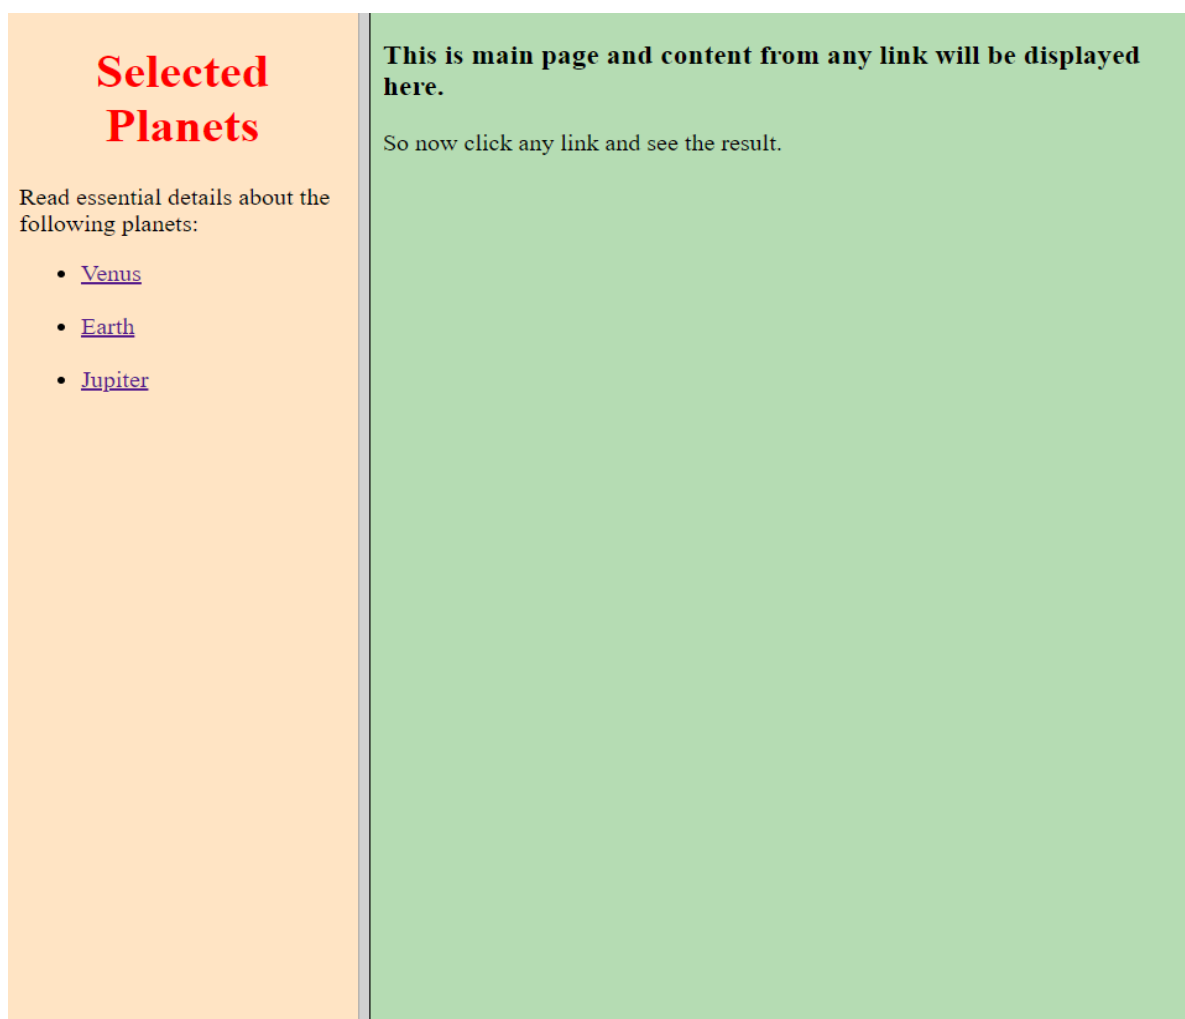 Selected
Planets
Read essential details about the
following planets:
Venus
Earth
Jupiter
This is main page and content from any link will be displayed
here.
So now click any link and see the result.